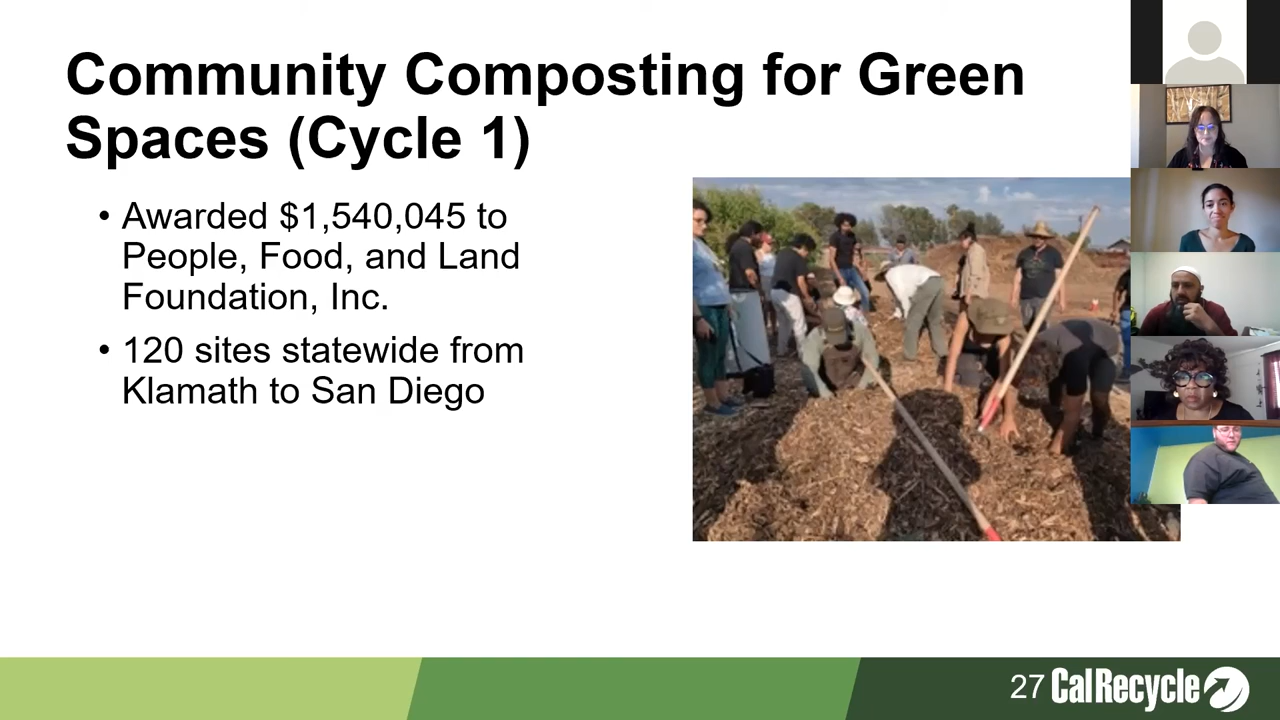 Community Composting for Green
Spaces (Cycle 1)
• Awarded $1,540,045 to
People, Food, and Land
Foundation, Inc.
• 120 sites statewide from
Klamath to San Diego
27 CalRecycle